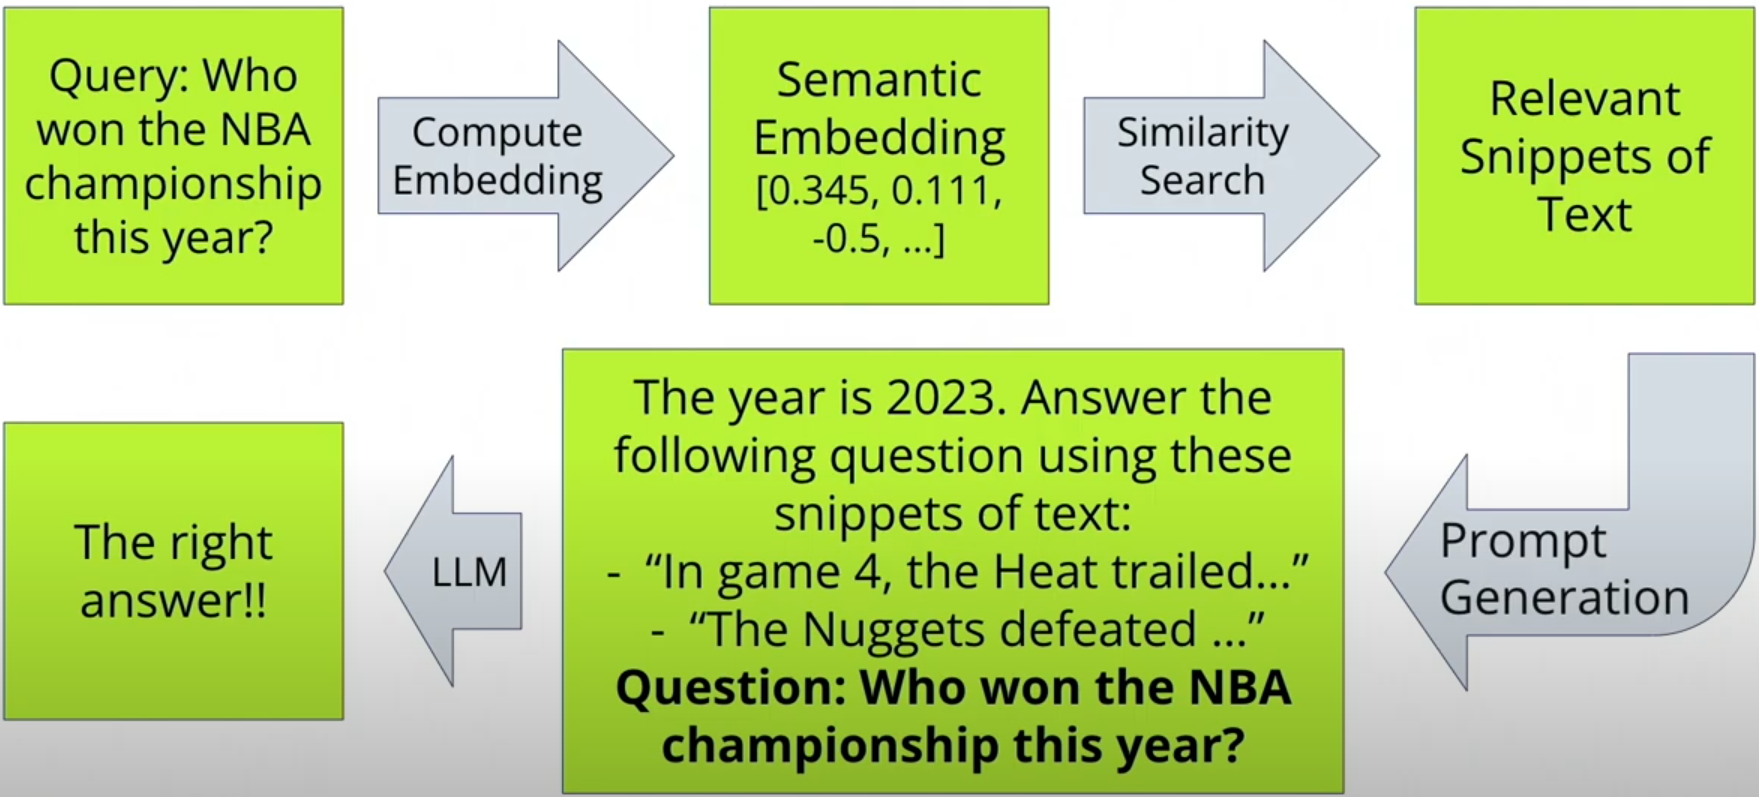 Query: Who
won the NBA
championship
this year?
Compute
Embedding
Semantic
Embedding
[0.345, 0.111,
-0.5, ...]
Similarity
Search
Relevant
Snippets of
Text
Prompt
Generation
The year is 2023. Answer the
following question using these
snippets of text:
- “In game 4, the Heat trailed...”
- “The Nuggets defeated ...”
Question: Who won the NBA
championship this year?
LLM
The right
answer!!